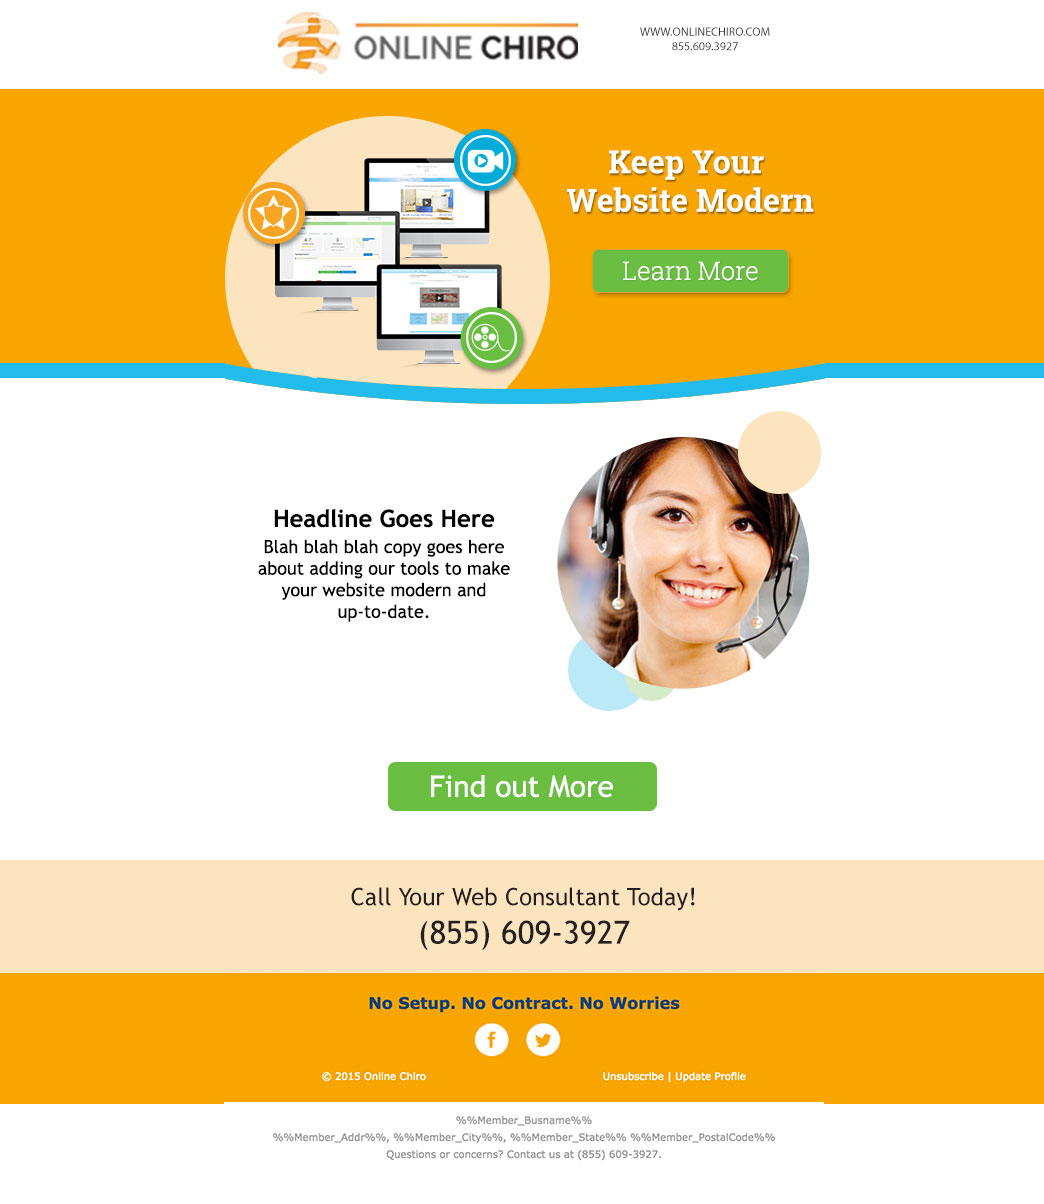 ONLINE CHIRO
WWW.ONLINECHIRO.COM
855.609.3927
Keep Your
Website Modern
Learn More
Headline Goes Here
Blah blah blah copy goes here
about adding our tools to make
your website modern and
up-to-date.
Find out More
Call Your Web Consultant Today!
(855) 609-3927
No Setup. No Contract. No Worries
© 2015 Online Chiro
Unsubscribe | Update Profile
%%Member_Busname%%
%%Member_Addr%%, %%Member_City%%, %%Member_State%% %%Member_PostalCode%%
Questions or concerns? Contact us at (855) 609-3927.